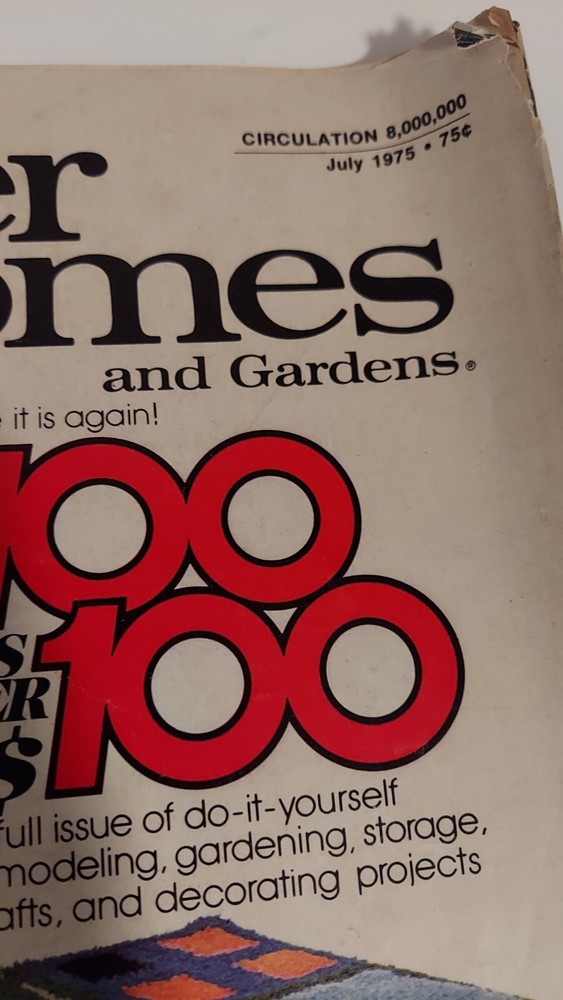 CIRCULATION 8,000,000
July 1975 • 75¢
er
omes
and Gardens®
it is again!
100
S
ER 100
$
full issue of do-it-yourself
modeling, gardening, storage,
afts, and decorating projects